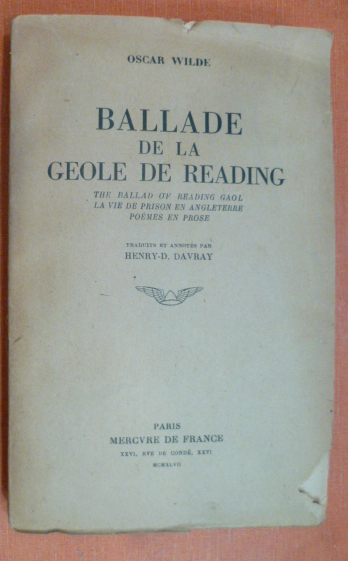 OSCAR WILDE
BALLADE
DE LA
GEOLE DE READING
THE BALLAD OF READING GAOL
LA VIE DE PRISON EN ANGLETERRE
POÈMES EN PROSE
TRADUITS ET ANNOTÉS PAR
HENRY-D. DAVRAY
PARIS
MERCVRE DE FRANCE
XXVI, RVE DE CONDÉ, XXVI
MCMXLVII